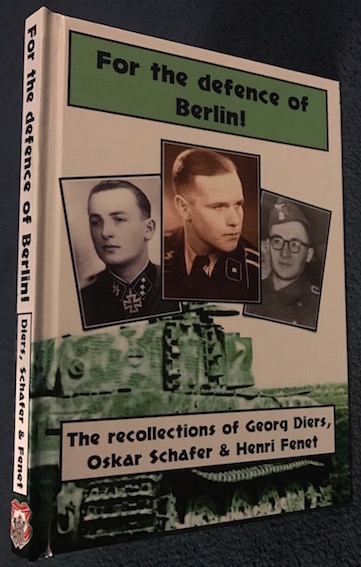 For the defence of
Berlin!
The recollections of Georg Diers,
Oskar Schafer & Henri Fenet
For the defence of Berlin!
Diers, Schafer & Fenet